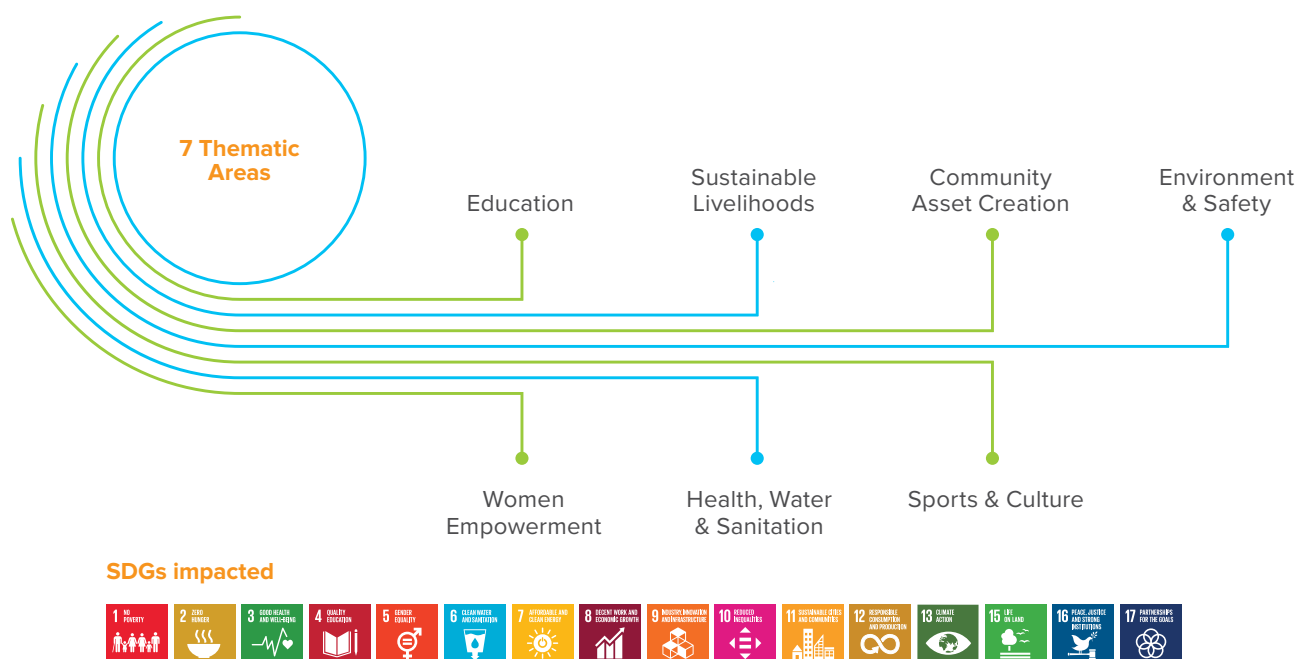 7 Thematic
Areas
Education
Sustainable
Livelihoods
Community
Asset Creation
Environment
& Safety
Women
Empowerment
Health, Water
& Sanitation
Sports & Culture
SDGs impacted
1 NO
POVERTY
2 ZERO
HUNGER
3 GOOD HEALTH
AND WELL-BEING
4 QUALITY
EDUCATION
5 GENDER
EQUALITY
6 CLEAN WATER
AND SANITATION
7 AFFORDABLE AND
CLEAN ENERGY
8 DECENT WORK AND
ECONOMIC GROWTH
9 INDUSTRY, INNOVATION
AND INFRASTRUCTURE
10 REDUCED
INEQUALITIES
11 SUSTAINABLE CITIES
AND COMMUNITIES
12 RESPONSIBLE
CONSUMPTION
AND PRODUCTION
13 CLIMATE
ACTION
15 LIFE
ON LAND
16 PEACE, JUSTICE
AND STRONG
INSTITUTIONS
17 PARTNERSHIPS
FOR THE GOALS